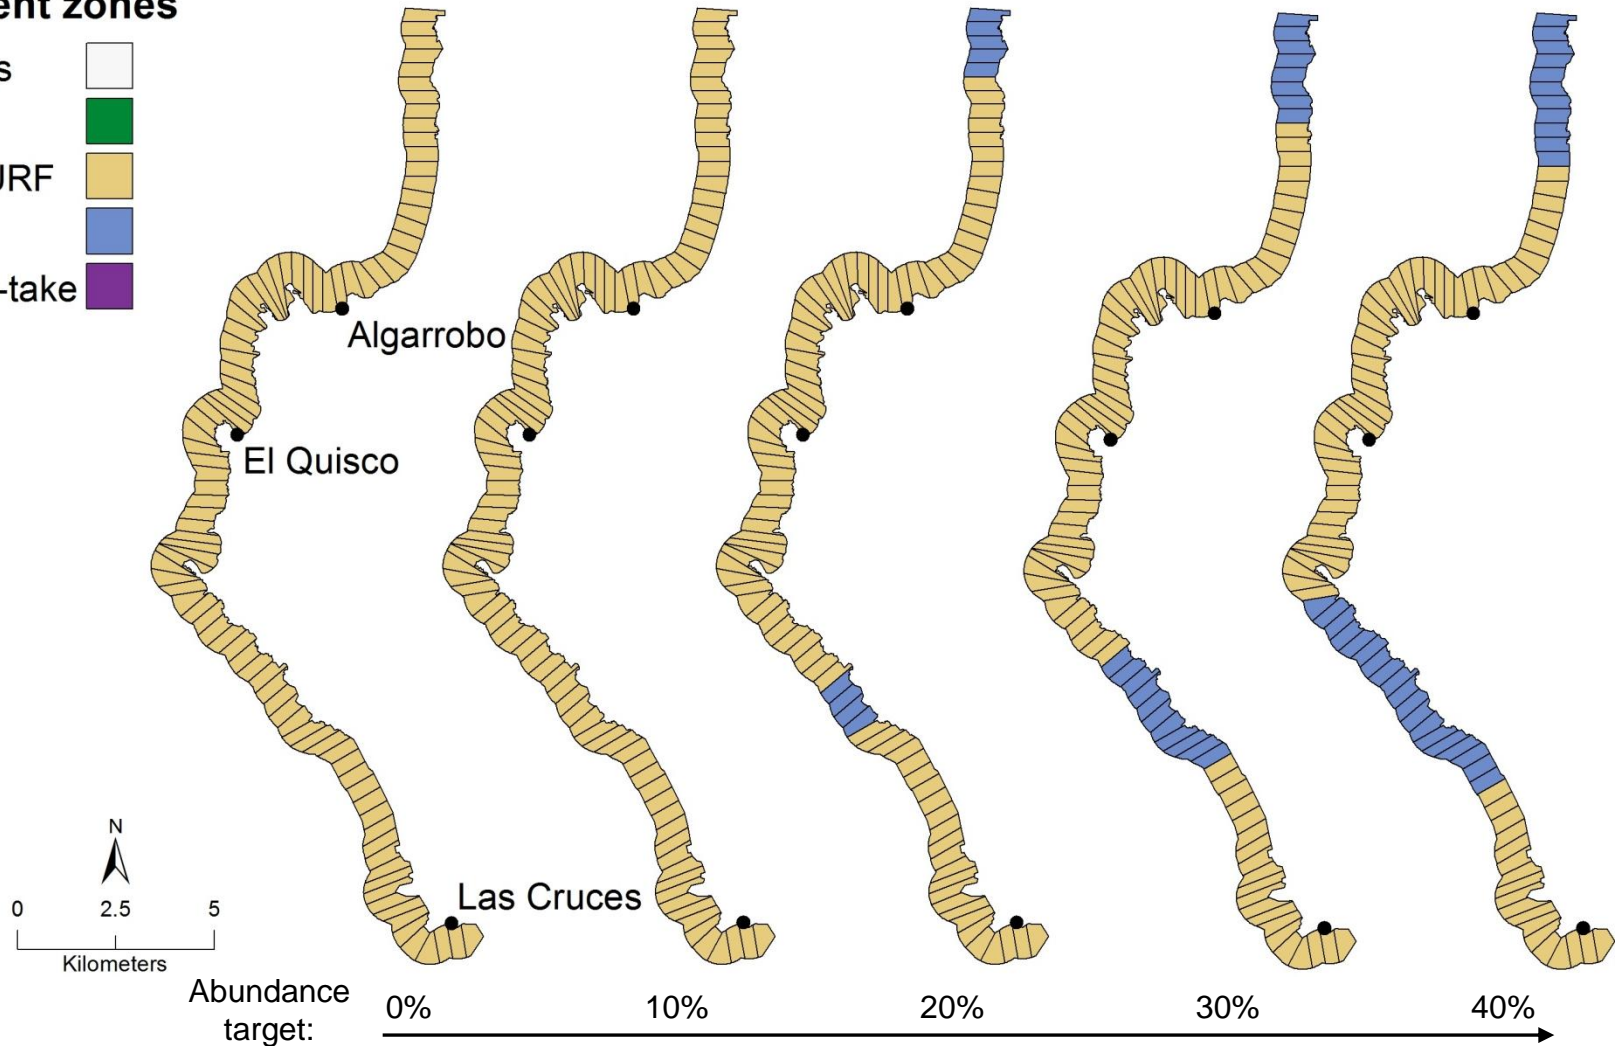 ent zones
s
URF
-take
Algarrobo
El Quisco
Las Cruces
N
0 2.5 5
Kilometers
Abundance
target:
0% 10% 20% 30% 40%